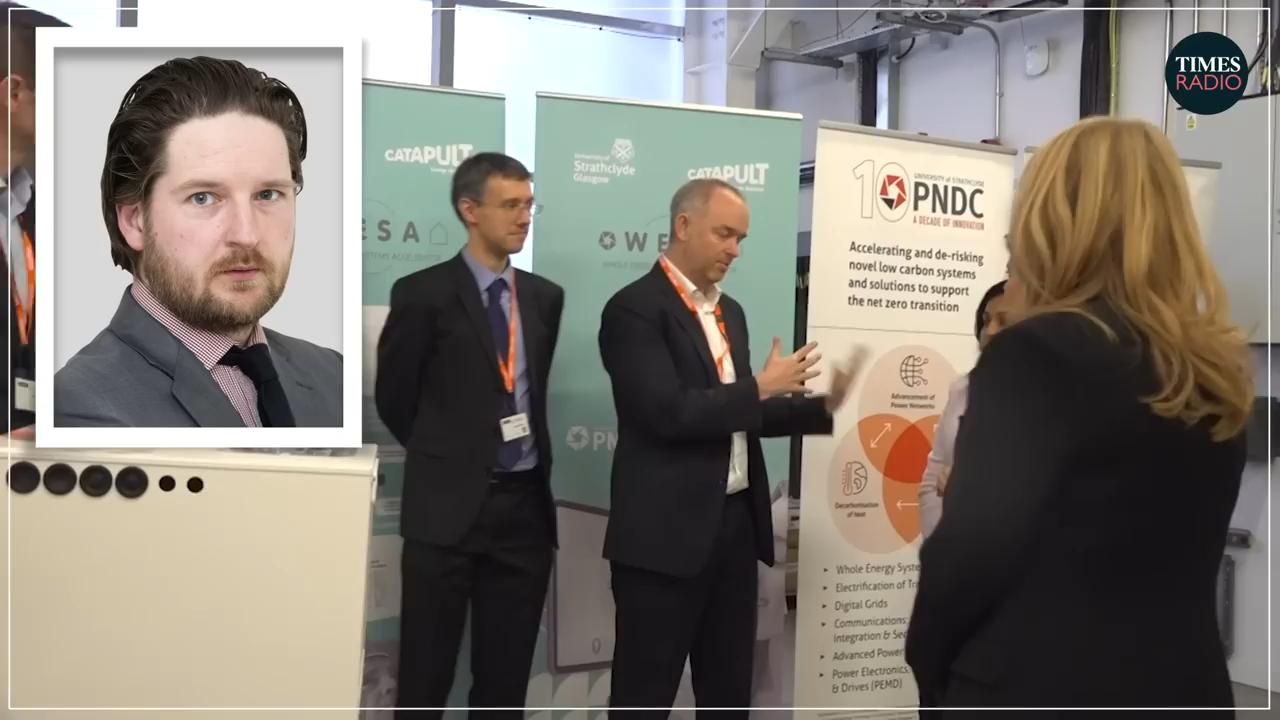 TIMES
RADIO
CATAPULT
ESA
University of
Strathclyde
Glasgow
CATAPULT
WE
PN
10
UNIVERSITY of STRATHCLYDE
PNDC
A DECADE OF INNOVATION
Accelerating and de-risking
novel low carbon systems
and solutions to support
the net zero transition
Advancement of
Power Networks
Decarbonisation
of heat
Whole Energy Syste
Electrification of Tr
Digital Grids
Communications,
Integration & Sec
Advanced Power
Power Electronics,
& Drives (PEMD)